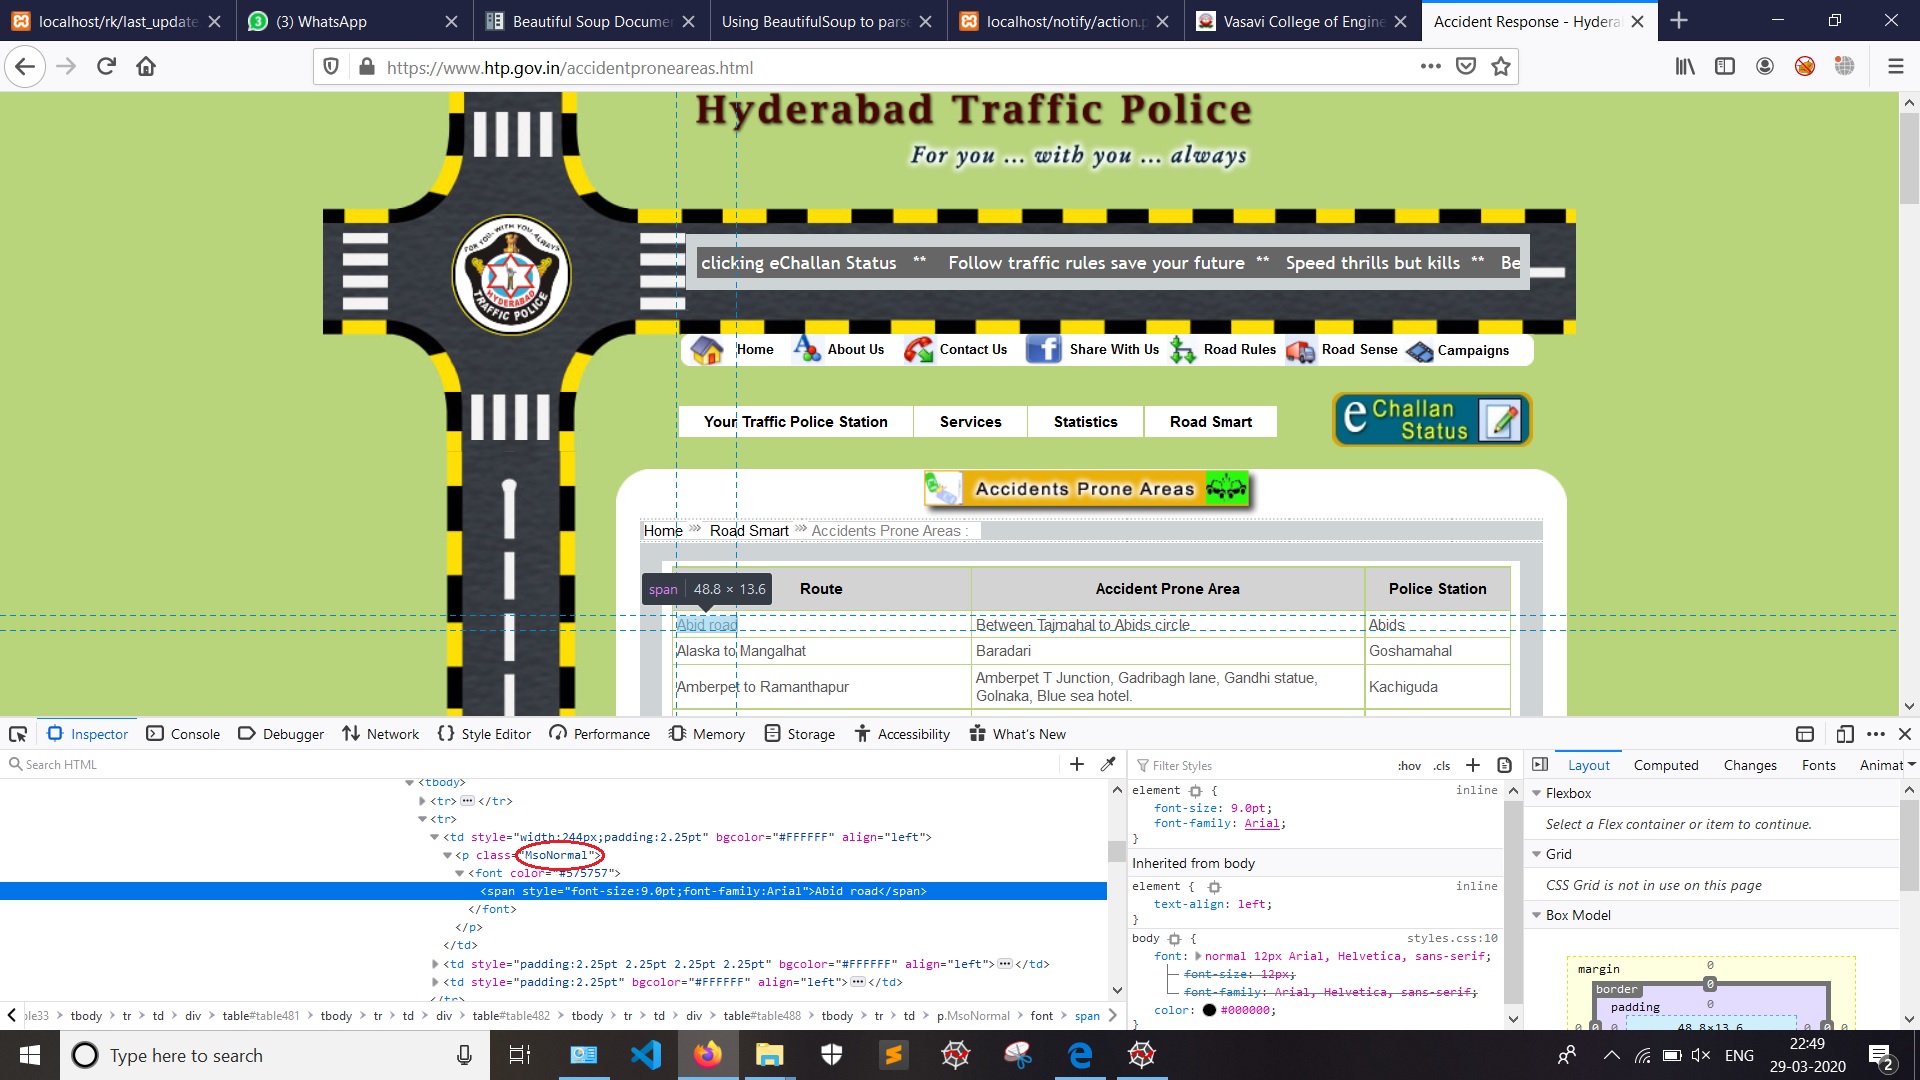 localhost/rk/last_update
(3) WhatsApp
Beautiful Soup Documen
Using BeautifulSoup to pars
localhost/notify/action.p
Vasavi College of Engine
Accident Response - Hydera
https://www.htp.gov.in/accidentproneareas.html
Hyderabad Traffic Police
For you ... with you ... always
FOR YOU-WITH YOU-ALWAYS
HYDERABAD
TRAFFIC POLICE
clicking eChallan Status ** Follow traffic rules save your future ** Speed thrills but kills ** Be
Home About Us Contact Us Share With Us Road Rules Road Sense Campaigns
Your Traffic Police Station Services Statistics Road Smart
e Challan Status
Accidents Prone Areas
Home Road Smart Accidents Prone Areas :
span 48.8 × 13.6
Route Accident Prone Area Police Station
Abid road Between Tajmahal to Abids circle Abids
Alaska to Mangalhat Baradari Goshamahal
Amberpet to Ramanthapur Amberpet T Junction, Gadribagh lane, Gandhi statue, Golnaka, Blue sea hotel. Kachiguda
Inspector Console Debugger Network Style Editor Performance Memory Storage Accessibility What's New
Search HTML
<tbody>
<tr> ••• </tr>
<tr>
<td style="width:244px;padding:2.25pt" bgcolor="#FFFFFF" align="left">
<p class="MsoNormal">
<font color="#575757">
<span style="font-size:9.0pt;font-family:Arial">Abid road</span>
</font>
</p>
</td>
<td style="padding:2.25pt 2.25pt 2.25pt 2.25pt" bgcolor="#FFFFFF" align="left"> ••• </td>
<td style="padding:2.25pt" bgcolor="#FFFFFF" align="left"> ••• </td>
</tr>
ble33 > tbody > tr > td > div > table#table481 > tbody > tr > td > div > table#table482 > tbody > tr > td > div > table#table488 > tbody > tr > td > p.MsoNormal > font > span
Filter Styles :hov .cls +
element { inline
font-size: 9.0pt;
font-family: Arial;
}
Inherited from body
element { inline
text-align: left;
}
body { styles.css:10
font: normal 12px Arial, Helvetica, sans-serif;
font-size: 12px;
font-family: Arial, Helvetica, sans-serif;
color: #000000;
}
Layout Computed Changes Fonts Animat
Flexbox
Select a Flex container or item to continue.
Grid
CSS Grid is not in use on this page
Box Model
margin 0
border 0
padding 0
0 0 0 48.8×13.6 0 0 0
Type here to search
ENG
22:49
29-03-2020
2